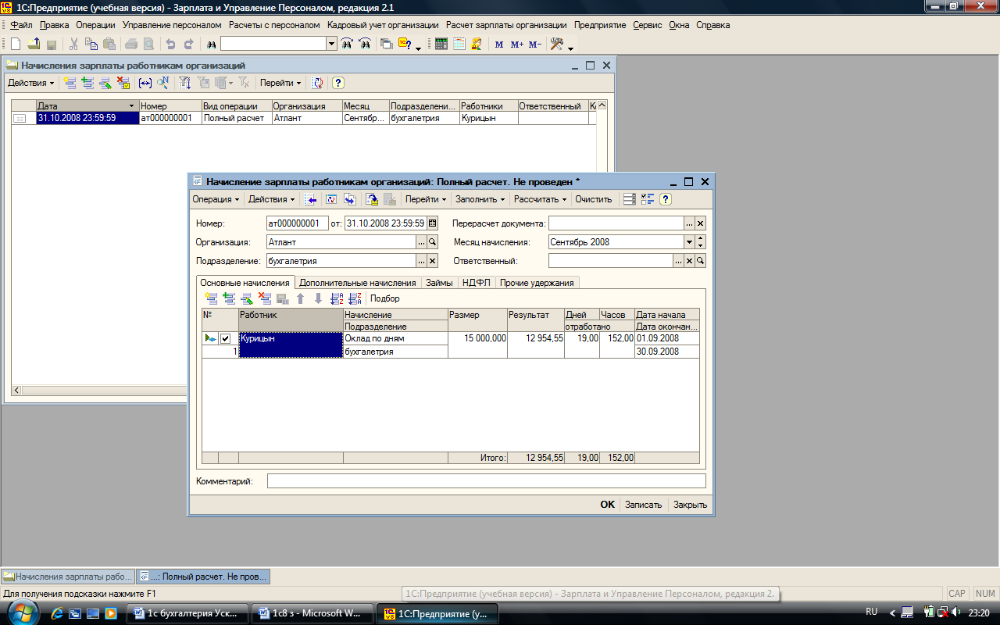 1С:Предприятие (учебная версия) - Зарплата и Управление Персоналом, редакция 2.1
Файл Правка Операции Управление персоналом Расчеты с персоналом Кадровый учет организации Расчет зарплаты организации Предприятие Сервис Окна Справка
M M+ M-
Начисления зарплаты работникам организаций
Действия Перейти
Дата Номер Вид операции Организация Месяц Подразделени... Работники Ответственный
31.10.2008 23:59:59 ат000000001 Полный расчет Атлант Сентябр... бухгалетрия Курицын
Начисление зарплаты работникам организаций: Полный расчет. Не проведен *
Операция Действия Перейти Заполнить Рассчитать Очистить
Номер: ат000000001 от: 31.10.2008 23:59:59 Перерасчет документа:
Организация: Атлант Месяц начисления: Сентябрь 2008
Подразделение: бухгалетрия Ответственный:
Основные начисления Дополнительные начисления Займы НДФЛ Прочие удержания
Подбор
№ Работник Начисление Размер Результат Дней Часов Дата начала
Подразделение отработано Дата окончан...
Курицын Оклад по дням 15 000,000 12 954,55 19,00 152,00 01.09.2008
1 бухгалетрия 30.09.2008
Итого: 12 954,55 19,00 152,00
Комментарий:
OK Записать Закрыть
Начисления зарплаты рабо... ...: Полный расчет. Не пров...
Для получения подсказки нажмите F1 1С:Предприятие (учебная версия) - Зарплата и Управление Персоналом, редакция 2. CAP NUM
1с бухгалтерия Уск... 1с8 з - Microsoft W... 1С:Предприятие (у... RU 23:20